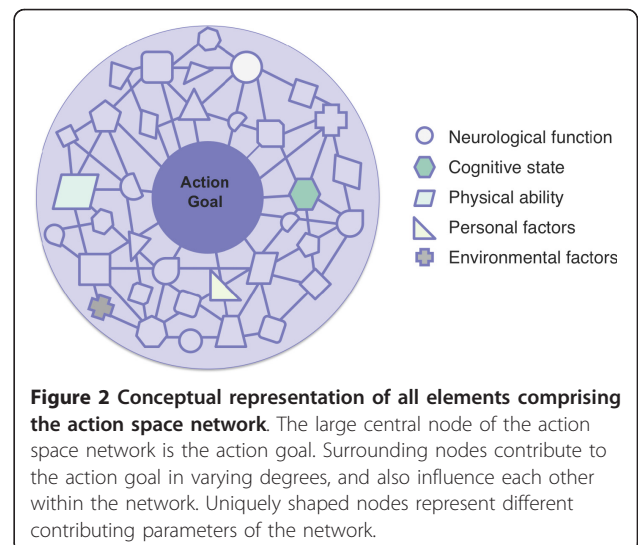 Action
Goal
Neurological function
Cognitive state
Physical ability
Personal factors
Environmental factors
Figure 2 Conceptual representation of all elements comprising
the action space network. The large central node of the action
space network is the action goal. Surrounding nodes contribute to
the action goal in varying degrees, and also influence each other
within the network. Uniquely shaped nodes represent different
contributing parameters of the network.